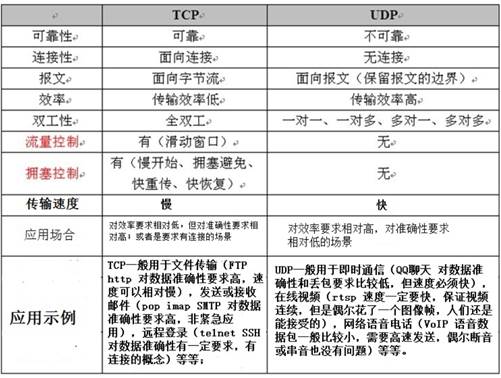 TCP UDP
可靠性 可靠 不可靠
连接性 面向连接 无连接
报文 面向字节流 面向报文（保留报文的边界）
效率 传输效率低 传输效率高
双工性 全双工 一对一、一对多、多对一、多对多
流量控制 有（滑动窗口） 无
拥塞控制 有（慢开始、拥塞避免、
快重传、快恢复） 无
传输速度 慢 快
应用场合
对效率要求相对低，但对准确性要求相
对高；或者是要求有连接的场景
对效率要求相对高，对准确性要求
相对低的场景
应用示例
TCP一般用于文件传输（FTP
http 对数据准确性要求高，速
度可以相对慢），发送或接收
邮件（pop imap SMTP 对数据
准确性要求高，非紧急应
用），远程登录（telnet SSH
对数据准确性有一定要求，有
连接的概念）等等；
UDP一般用于即时通信（QQ聊天 对数据准
确性和丢包要求比较低，但速度必须快），
在线视频（rtsp 速度一定要快，保证视频
连续，但是偶尔花了一个图像帧，人们还是
能接受的），网络语音电话（VoIP 语音数
据包一般比较小，需要高速发送，偶尔断音
或串音也没有问题）等等。